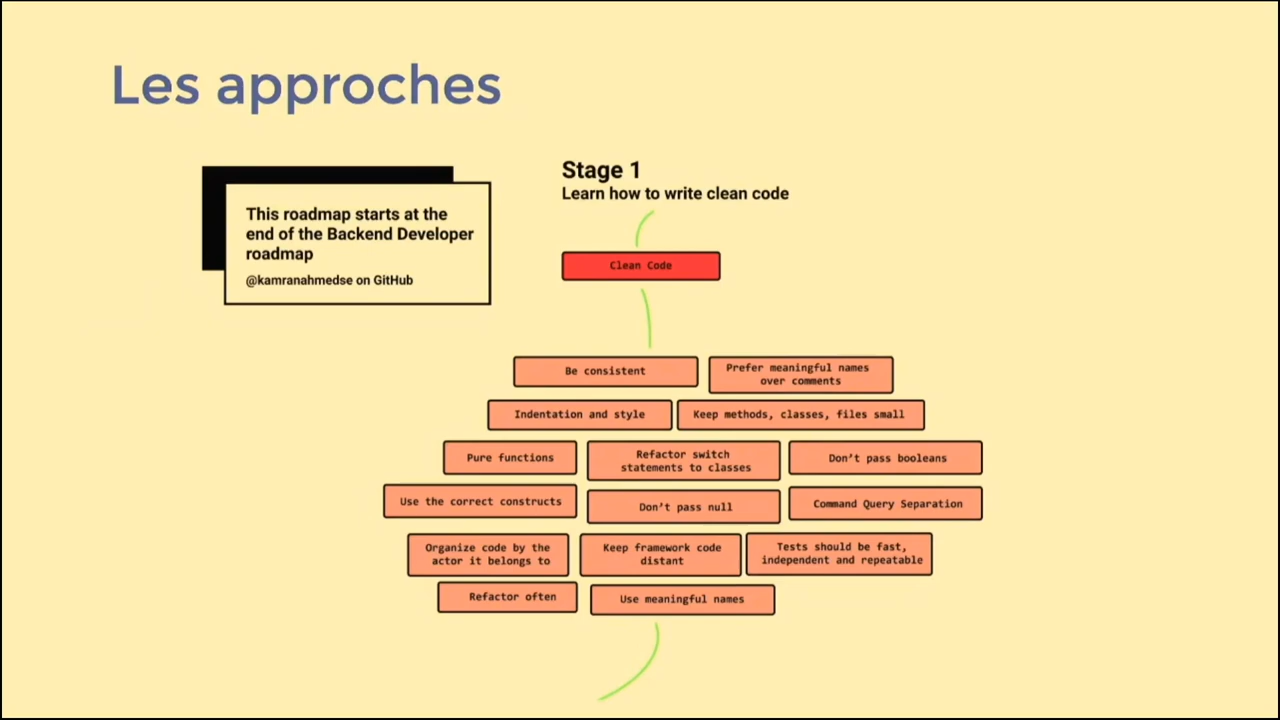 Les approches
This roadmap starts at the
end of the Backend Developer
roadmap
@kamranahmedse on GitHub
Stage 1
Learn how to write clean code
Clean Code
Be consistent
Prefer meaningful names
over comments
Indentation and style
Keep methods, classes, files small
Pure functions
Refactor switch
statements to classes
Don't pass booleans
Use the correct constructs
Don't pass null
Command Query Separation
Organize code by the
actor it belongs to
Keep framework code
distant
Tests should be fast,
independent and repeatable
Refactor often
Use meaningful names